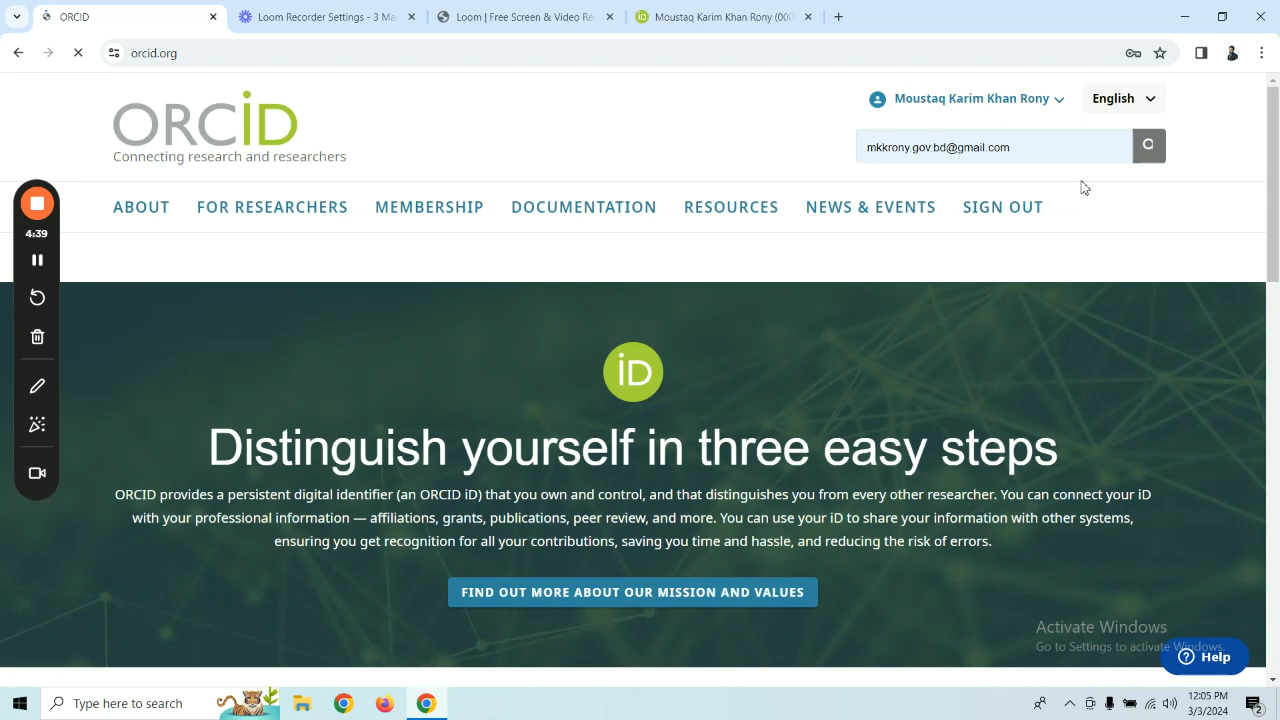 ORCID
Loom Recorder Settings - 3 Ma
Loom | Free Screen & Video Re
Moustaq Karim Khan Rony (000
orcid.org
ORCID
Connecting research and researchers
Moustaq Karim Khan Rony
English
mkkrony.gov.bd@gmail.com
ABOUT
FOR RESEARCHERS
MEMBERSHIP
DOCUMENTATION
RESOURCES
NEWS & EVENTS
SIGN OUT
4:39
iD
Distinguish yourself in three easy steps
ORCID provides a persistent digital identifier (an ORCID iD) that you own and control, and that distinguishes you from every other researcher. You can connect your iD
with your professional information — affiliations, grants, publications, peer review, and more. You can use your iD to share your information with other systems,
ensuring you get recognition for all your contributions, saving you time and hassle, and reducing the risk of errors.
FIND OUT MORE ABOUT OUR MISSION AND VALUES
Activate Windows
Go to Settings to activate Windows.
Help
Type here to search
12:05 PM
3/3/2024
2